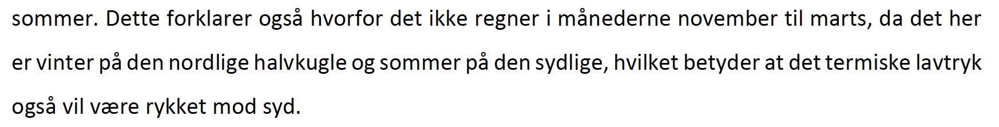 sommer. Dette forklarer også hvorfor det ikke regner i månederne november til marts, da det her
er vinter på den nordlige halvkugle og sommer på den sydlige, hvilket betyder at det termiske lavtryk
også vil være rykket mod syd.